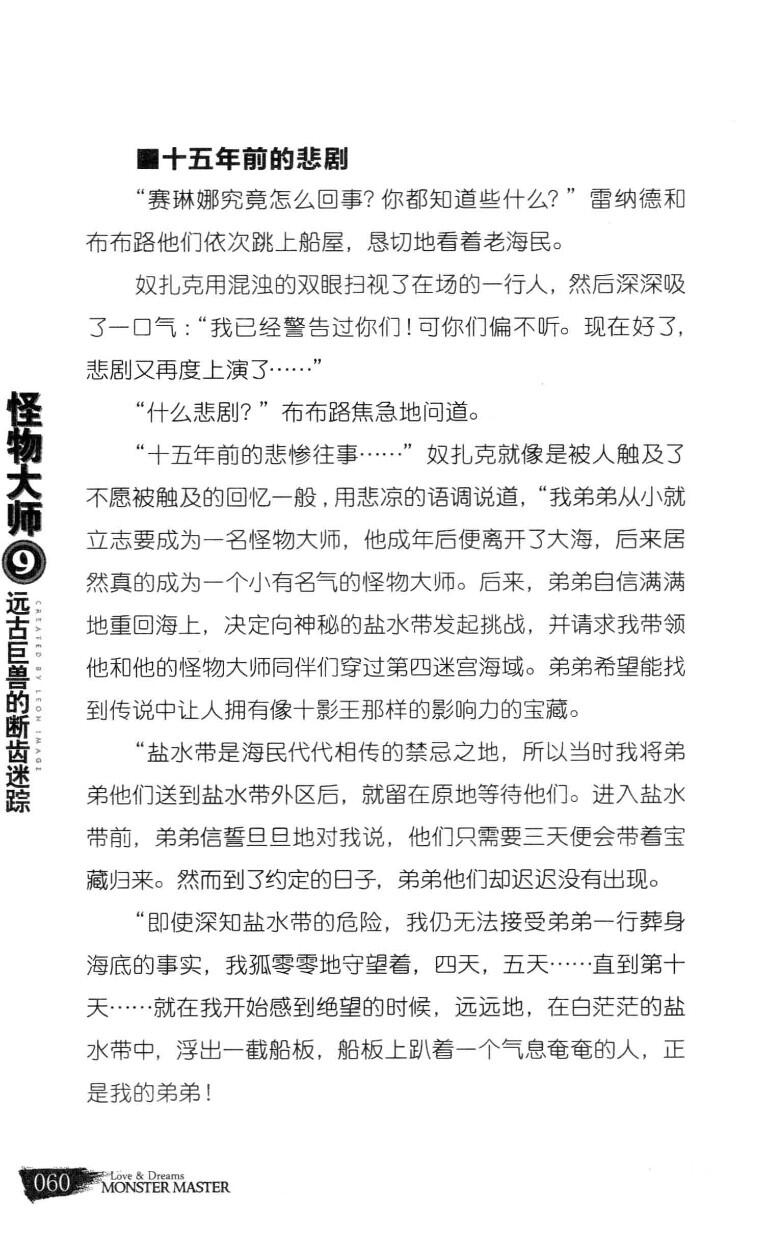 ■十五年前的悲剧
“赛琳娜究竟怎么回事？你都知道些什么？”雷纳德和
布布路他们依次跳上船屋，恳切地看着老海民。
奴扎克用混浊的双眼扫视了在场的一行人，然后深深吸
了一口气：“我已经警告过你们！可你们偏不听。现在好了，
悲剧又再度上演了……”
“什么悲剧？”布布路焦急地问道。
“十五年前的悲惨往事……”奴扎克就像是被人触及了
不愿被触及的回忆一般，用悲凉的语调说道，“我弟弟从小就
立志要成为一名怪物大师，他成年后便离开了大海，后来居
然真的成为一个小有名气的怪物大师。后来，弟弟自信满满
地重回海上，决定向神秘的盐水带发起挑战，并请求我带领
他和他的怪物大师同伴们穿过第四迷宫海域。弟弟希望能找
到传说中让人拥有像十影王那样的影响力的宝藏。
“盐水带是海民代代相传的禁忌之地，所以当时我将弟
弟他们送到盐水带外区后，就留在原地等待他们。进入盐水
带前，弟弟信誓旦旦地对我说，他们只需要三天便会带着宝
藏归来。然而到了约定的日子，弟弟他们却迟迟没有出现。
“即使深知盐水带的危险，我仍无法接受弟弟一行葬身
海底的事实，我孤零零地守望着，四天，五天……直到第十
天……就在我开始感到绝望的时候，远远地，在白茫茫的盐
水带中，浮出一截船板，船板上趴着一个气息奄奄的人，正
是我的弟弟！
怪物大师⑨
CREATED BY LEON IMAGE
远古巨兽的断齿迷踪
060
Love & Dreams
MONSTER MASTER